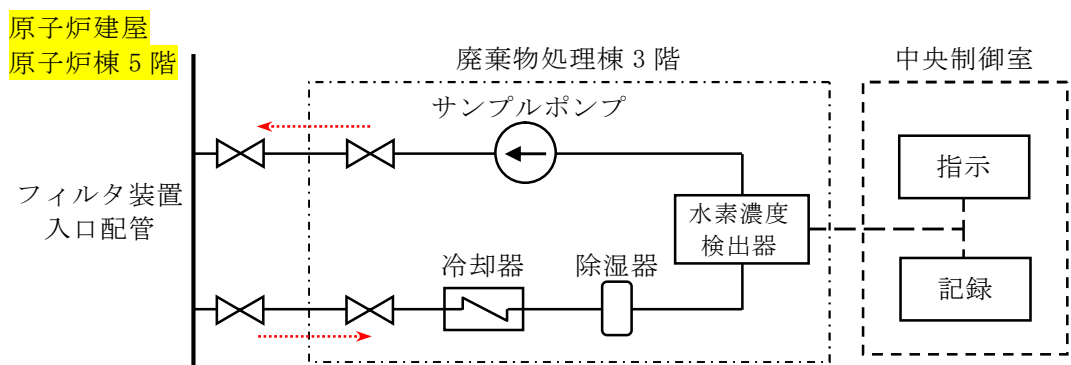 原子炉建屋
原子炉棟 5 階
廃棄物処理棟 3 階
中央制御室
サンプルポンプ
指示
フィルタ装置
入口配管
水素濃度
検出器
冷却器
除湿器
記録